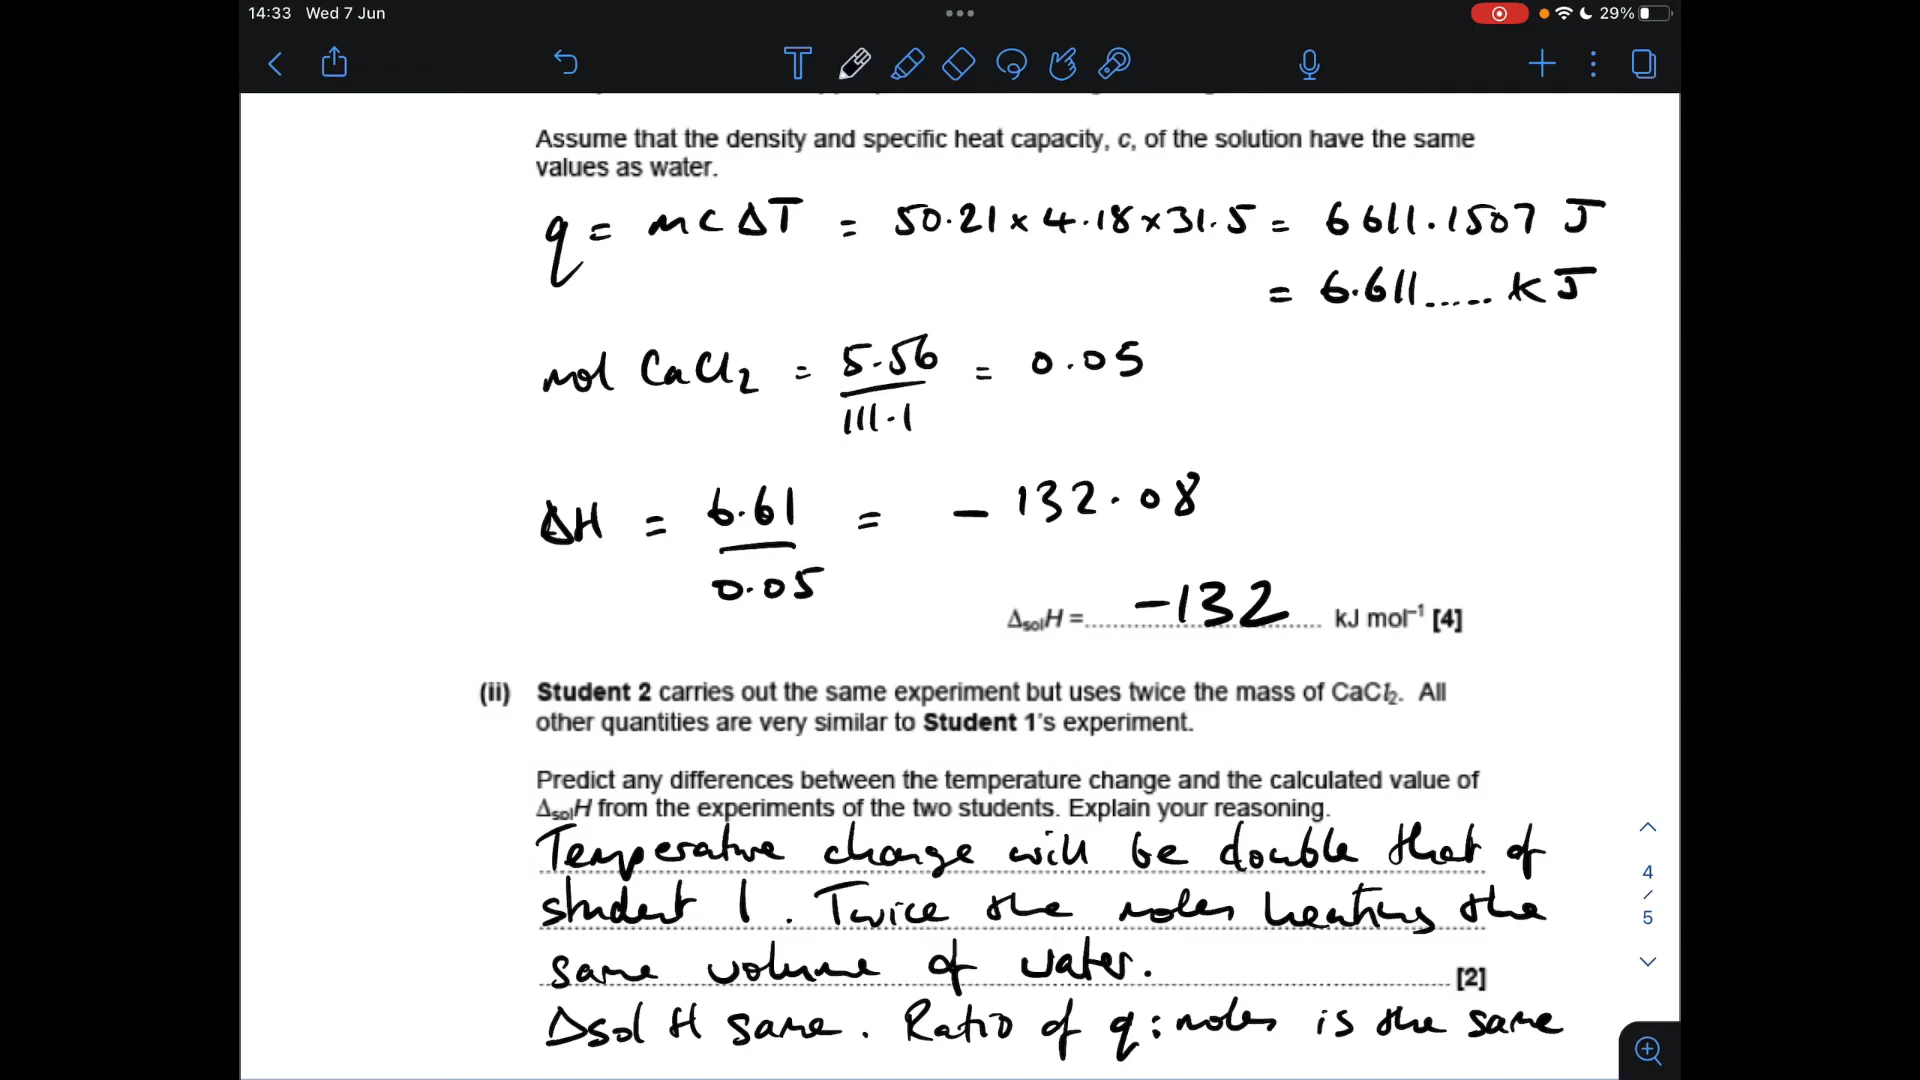 14:33 Wed 7 Jun 29%
Assume that the density and specific heat capacity, c, of the solution have the same
values as water.
q = mcΔT = 50.21 × 4.18 × 31.5 = 6611.1507 J
= 6.611..... kJ
mol CaCl₂ = 5.56 / 111.1 = 0.05
ΔH = 6.61 / 0.05 = - 132.08
ΔsolH = -132 kJ mol⁻¹ [4]
(ii) Student 2 carries out the same experiment but uses twice the mass of CaCl₂. All
other quantities are very similar to Student 1's experiment.
Predict any differences between the temperature change and the calculated value of
ΔsolH from the experiments of the two students. Explain your reasoning.
Temperature change will be double that of
student 1. Twice the moles heating the
same volume of water.
[2]
Δsol H same. Ratio of q : moles is the same
4
/
5